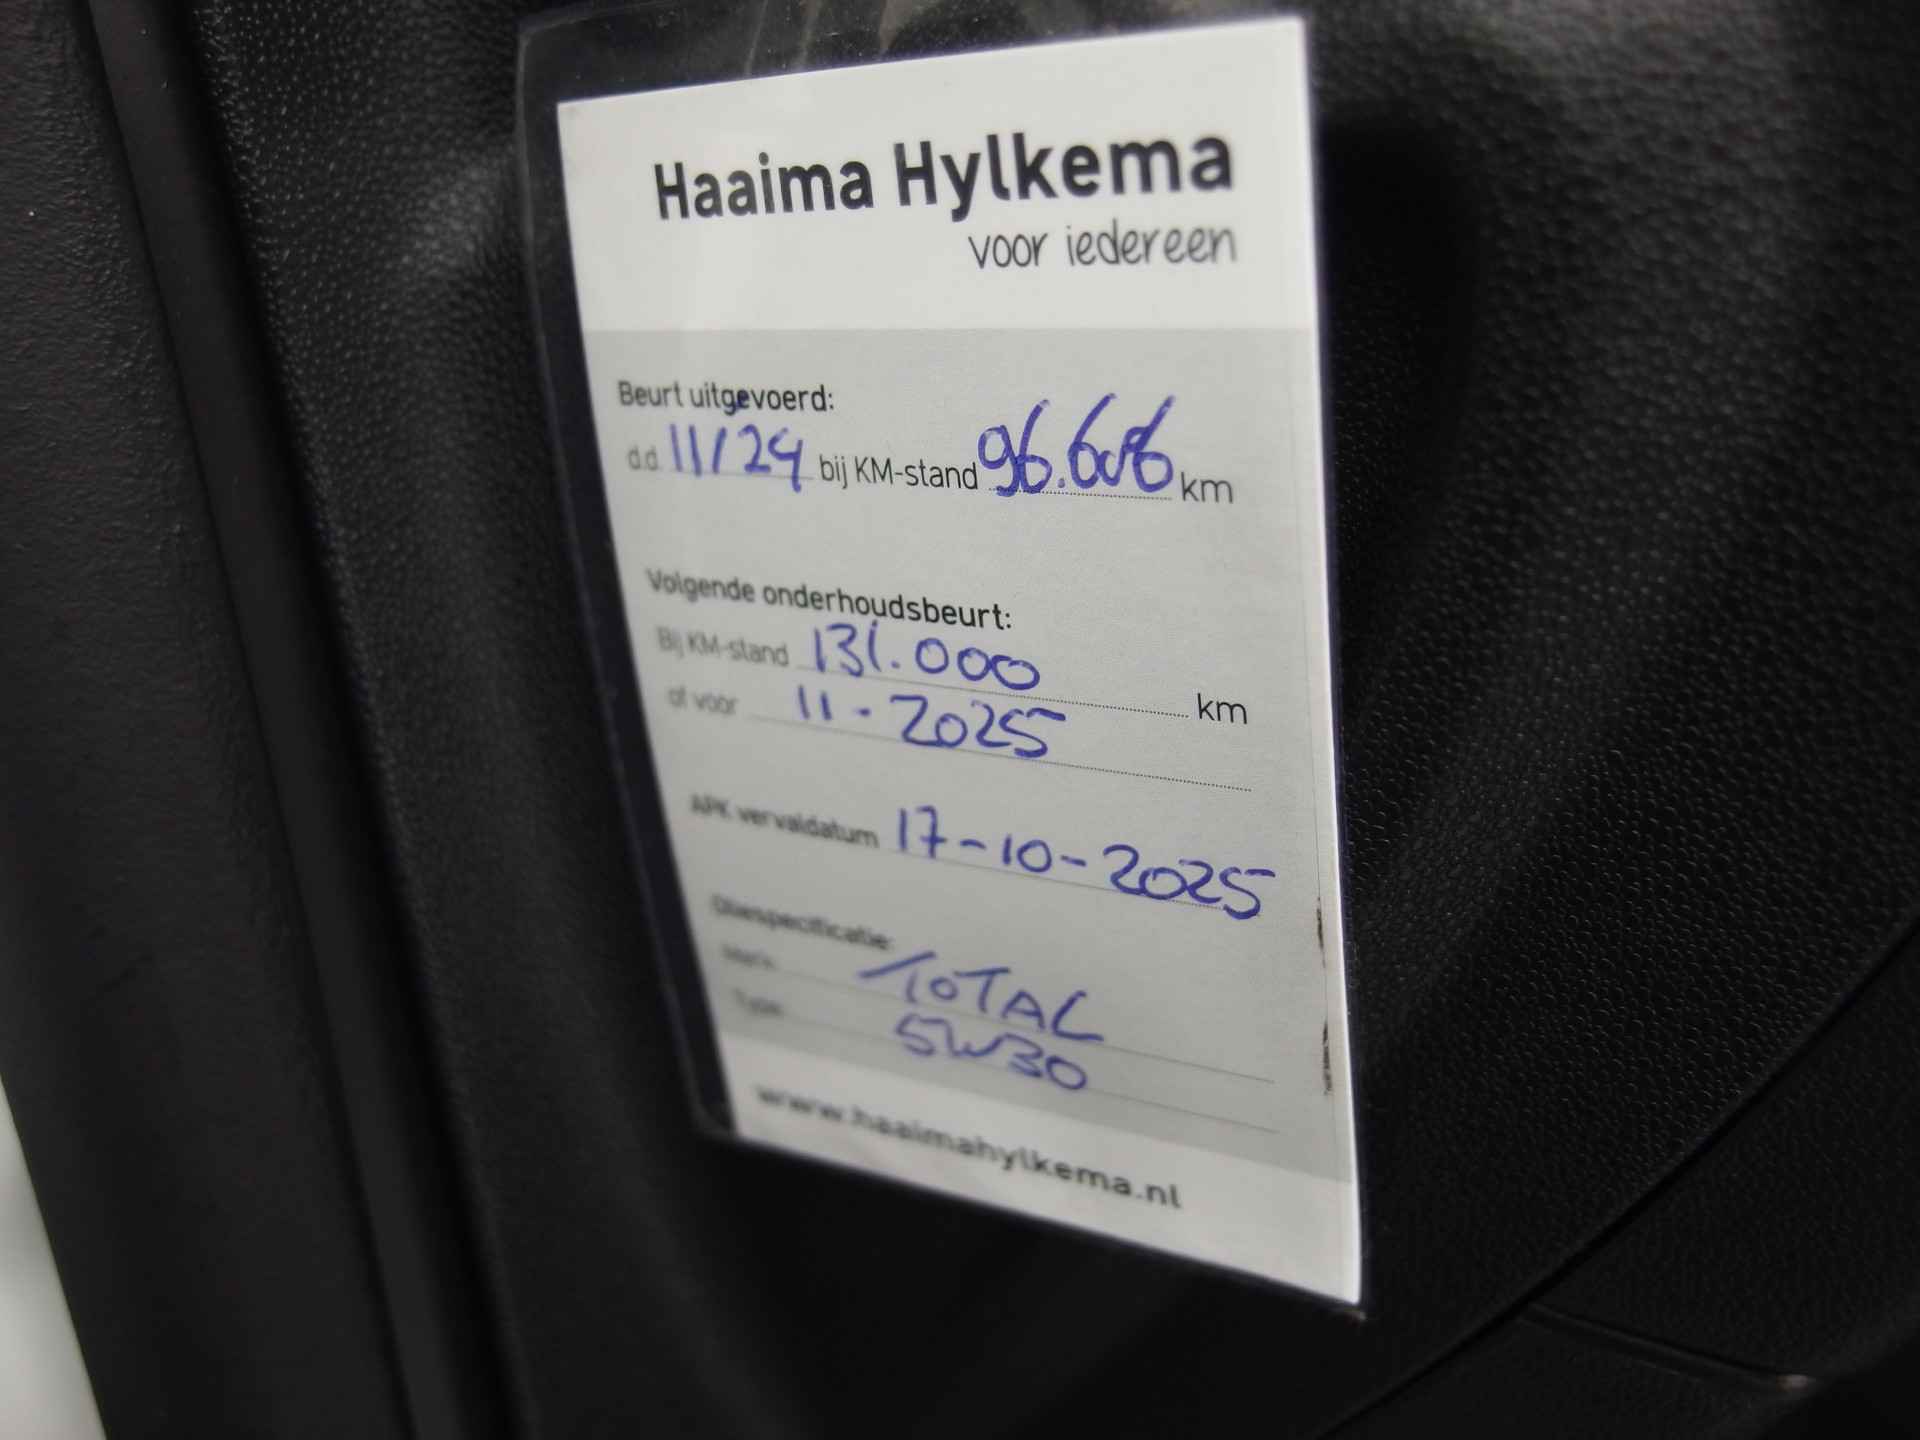 Haaima Hylkema
voor iedereen
Beurt uitgevoerd:
d.d. 11/24 bij KM-stand 96.606 km
Volgende onderhoudsbeurt:
Bij KM-stand 131.000 km
of voor 11-2025
APK vervaldatum 17-10-2025
Oliespecificatie:
Merk TOTAL
Type 5W30
www.haaimahylkema.nl